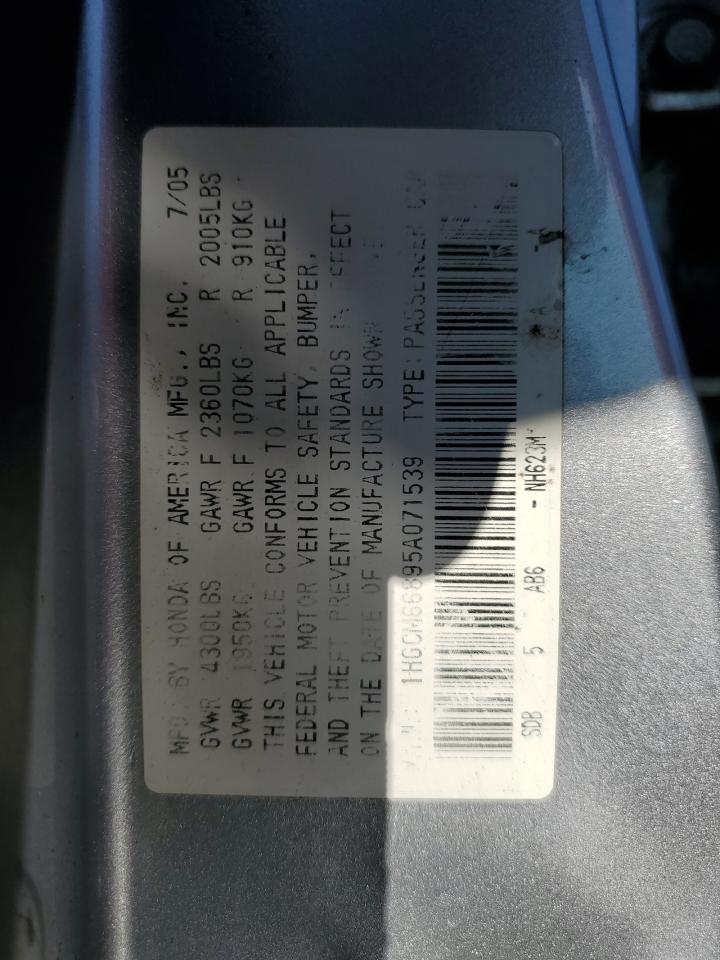 MFD BY HONDA OF AMERICA MFG., INC. 7/05
GVWR 4300LBS GAWR F 2360LBS R 2005LBS
GVWR 1950KG GAWR F 1070KG R 910KG
THIS VEHICLE CONFORMS TO ALL APPLICABLE
FEDERAL MOTOR VEHICLE SAFETY, BUMPER,
AND THEFT PREVENTION STANDARDS IN EFFECT
ON THE DATE OF MANUFACTURE SHOWN
V.I.N.: 1HGCM66895A071539 TYPE: PASSENGER CAR
SDB 5 AB6 - NH623M